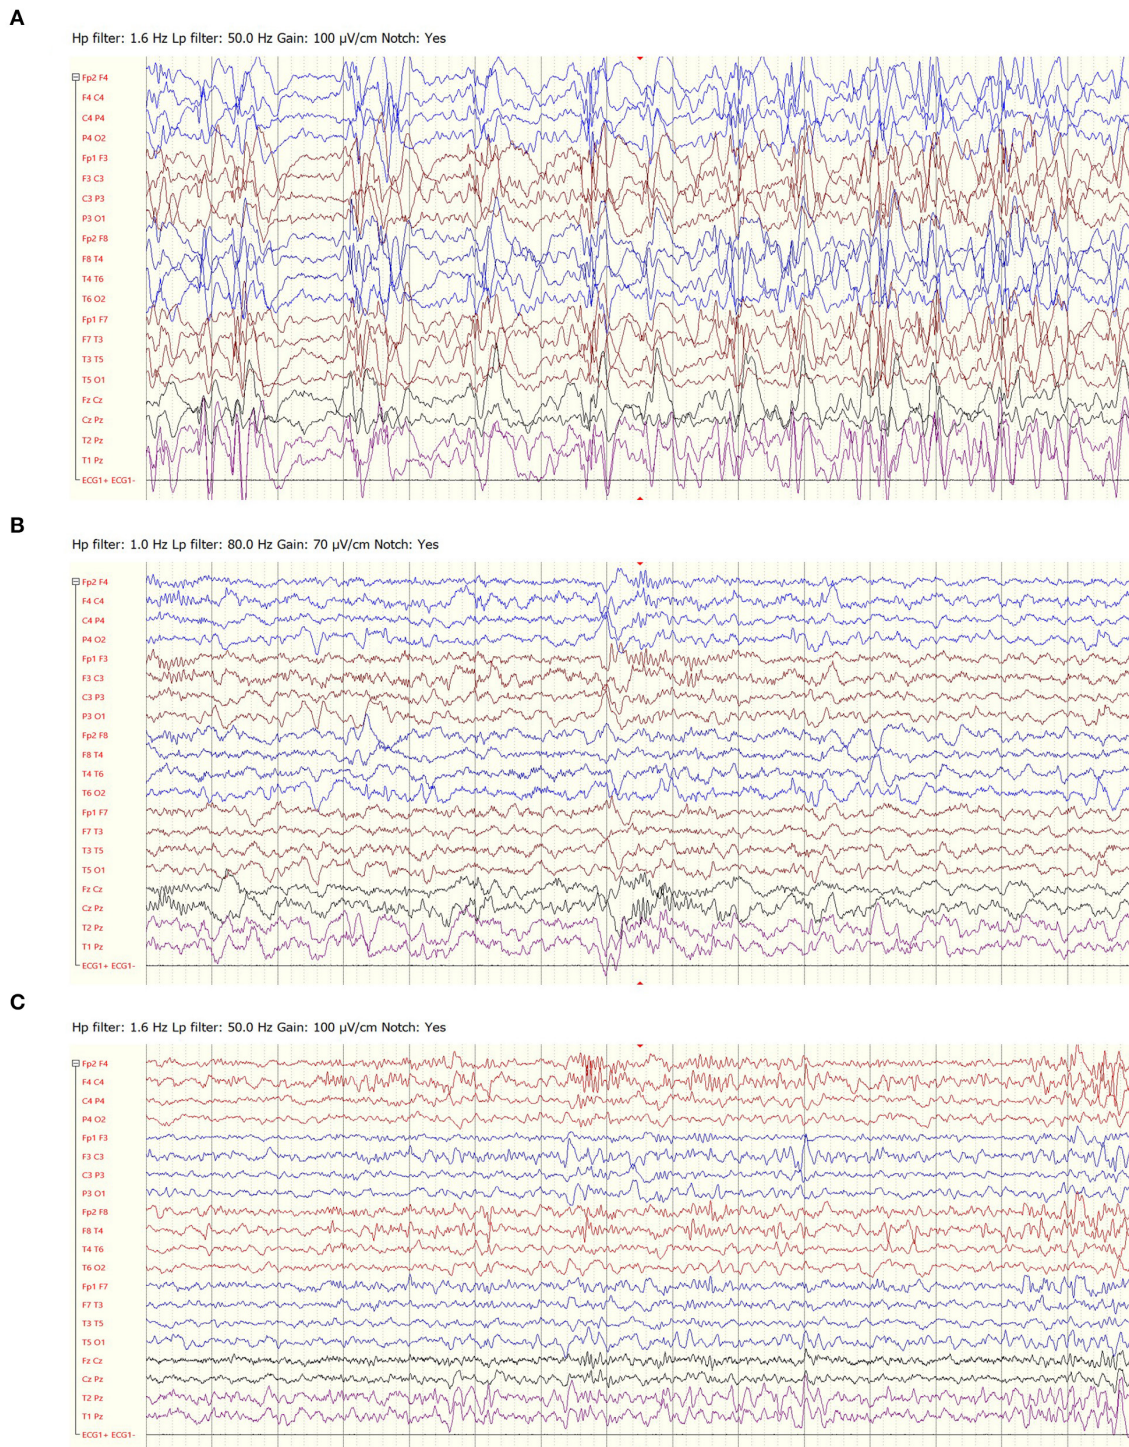 A
Hp filter: 1.6 Hz Lp filter: 50.0 Hz Gain: 100 µV/cm Notch: Yes
Fp2 F4
F4 C4
C4 P4
P4 O2
Fp1 F3
F3 C3
C3 P3
P3 O1
Fp2 F8
F8 T4
T4 T6
T6 O2
Fp1 F7
F7 T3
T3 T5
T5 O1
Fz Cz
Cz Pz
T2 Pz
T1 Pz
ECG1+ ECG1-
B
Hp filter: 1.0 Hz Lp filter: 80.0 Hz Gain: 70 µV/cm Notch: Yes
Fp2 F4
F4 C4
C4 P4
P4 O2
Fp1 F3
F3 C3
C3 P3
P3 O1
Fp2 F8
F8 T4
T4 T6
T6 O2
Fp1 F7
F7 T3
T3 T5
T5 O1
Fz Cz
Cz Pz
T2 Pz
T1 Pz
ECG1+ ECG1-
C
Hp filter: 1.6 Hz Lp filter: 50.0 Hz Gain: 100 µV/cm Notch: Yes
Fp2 F4
F4 C4
C4 P4
P4 O2
Fp1 F3
F3 C3
C3 P3
P3 O1
Fp2 F8
F8 T4
T4 T6
T6 O2
Fp1 F7
F7 T3
T3 T5
T5 O1
Fz Cz
Cz Pz
T2 Pz
T1 Pz
ECG1+ ECG1-